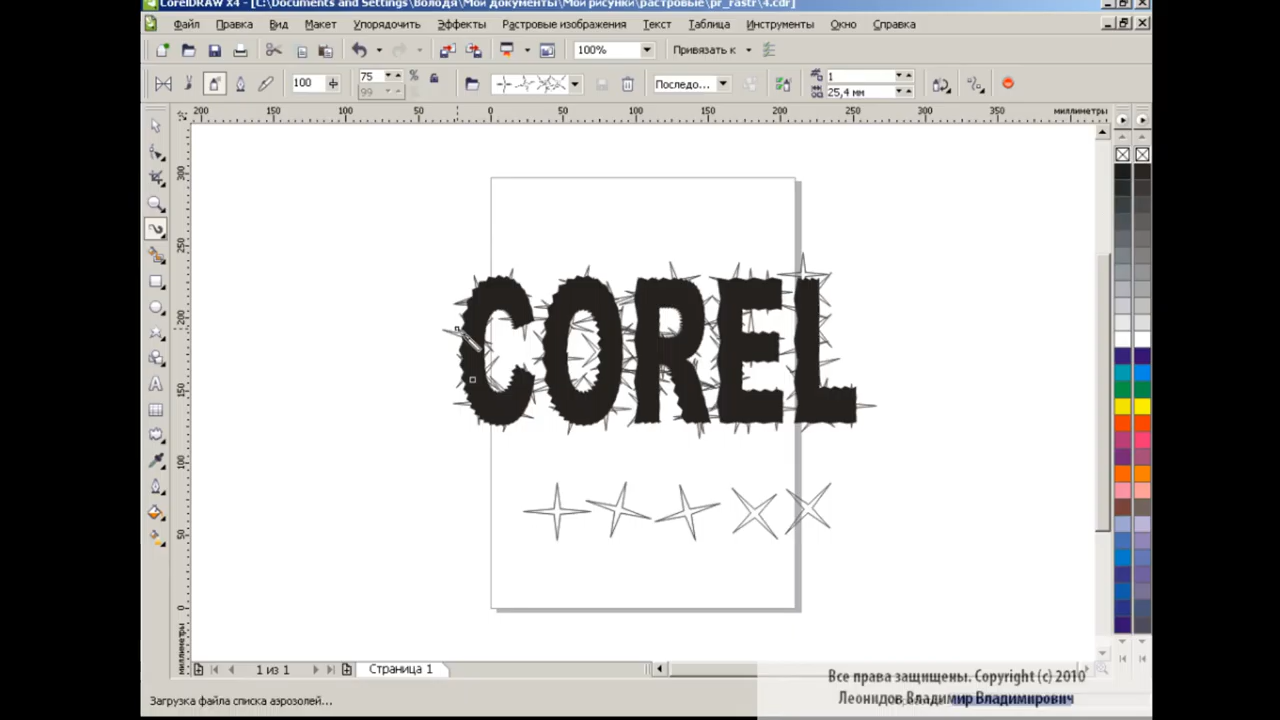 CorelDRAW X4 - [C:\Documents and Settings\Володя\Мои документы\Мои рисунки\растровые\pr_rastr\4.cdr]
Файл Правка Вид Макет Упорядочить Эффекты Растровые изображения Текст Таблица Инструменты Окно Справка
100% Привязать к
100 75 % 99 Последо... 1 25,4 мм
200 150 100 50 0 50 100 150 200 250 300 350 миллиметры
300
250
200
150
100
50
0
миллиметры
COREL
1 из 1 Страница 1
Загрузка файла списка аэрозолей...
Все права защищены. Copyright (c) 2010
Леонидов Владимир Владимирович